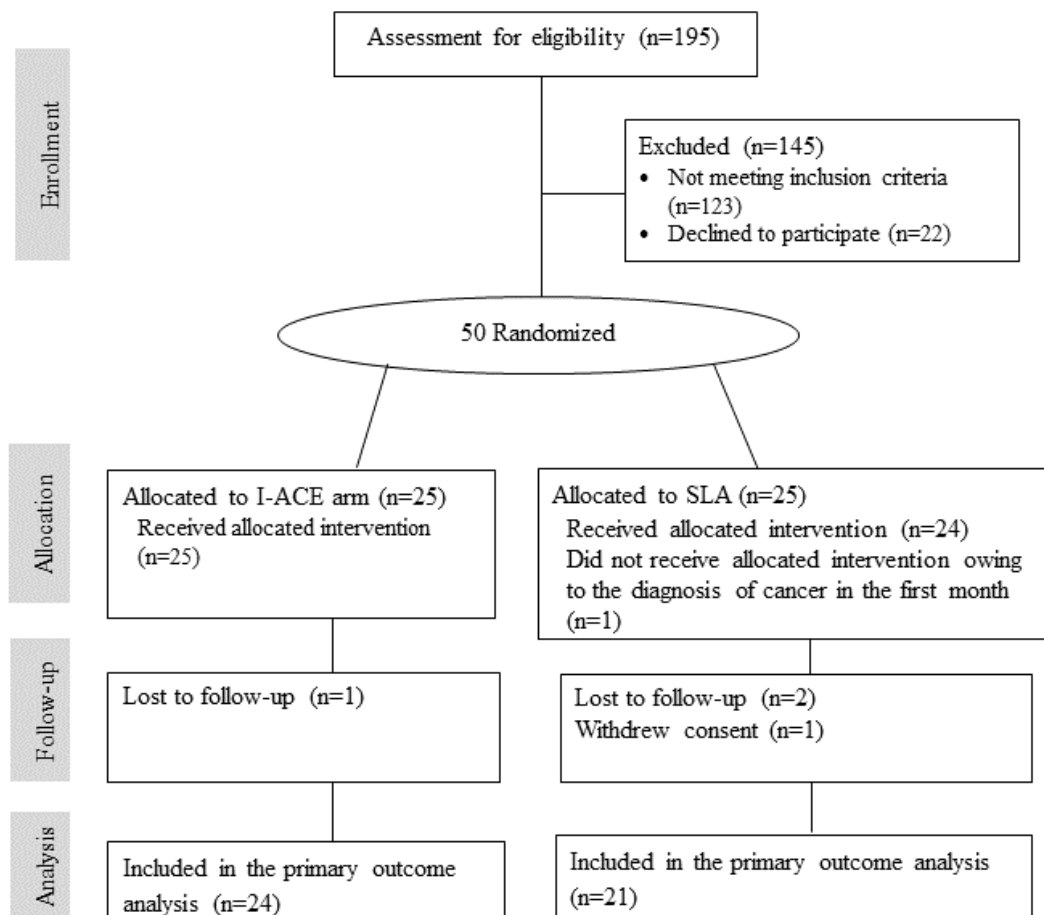 Assessment for eligibility (n=195)
Enrollment
Excluded (n=145)
• Not meeting inclusion criteria
(n=123)
• Declined to participate (n=22)
50 Randomized
Allocation
Allocated to I-ACE arm (n=25)
Received allocated intervention
(n=25)
Allocated to SLA (n=25)
Received allocated intervention (n=24)
Did not receive allocated intervention owing
to the diagnosis of cancer in the first month
(n=1)
Follow-up
Lost to follow-up (n=1)
Lost to follow-up (n=2)
Withdrew consent (n=1)
Analysis
Included in the primary outcome
analysis (n=24)
Included in the primary outcome analysis
(n=21)